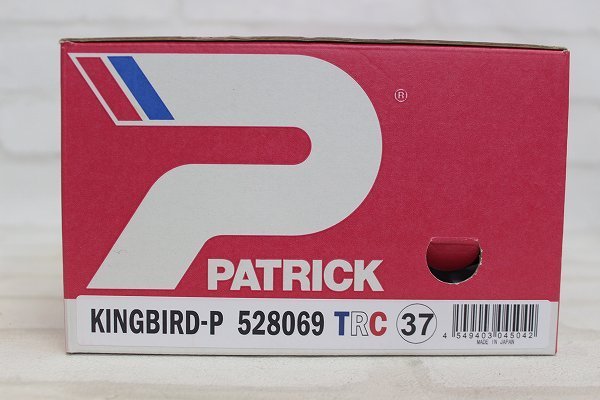 ®
PATRICK
KINGBIRD-P 528069 TRC 37
4 549403 045042
MADE IN JAPAN